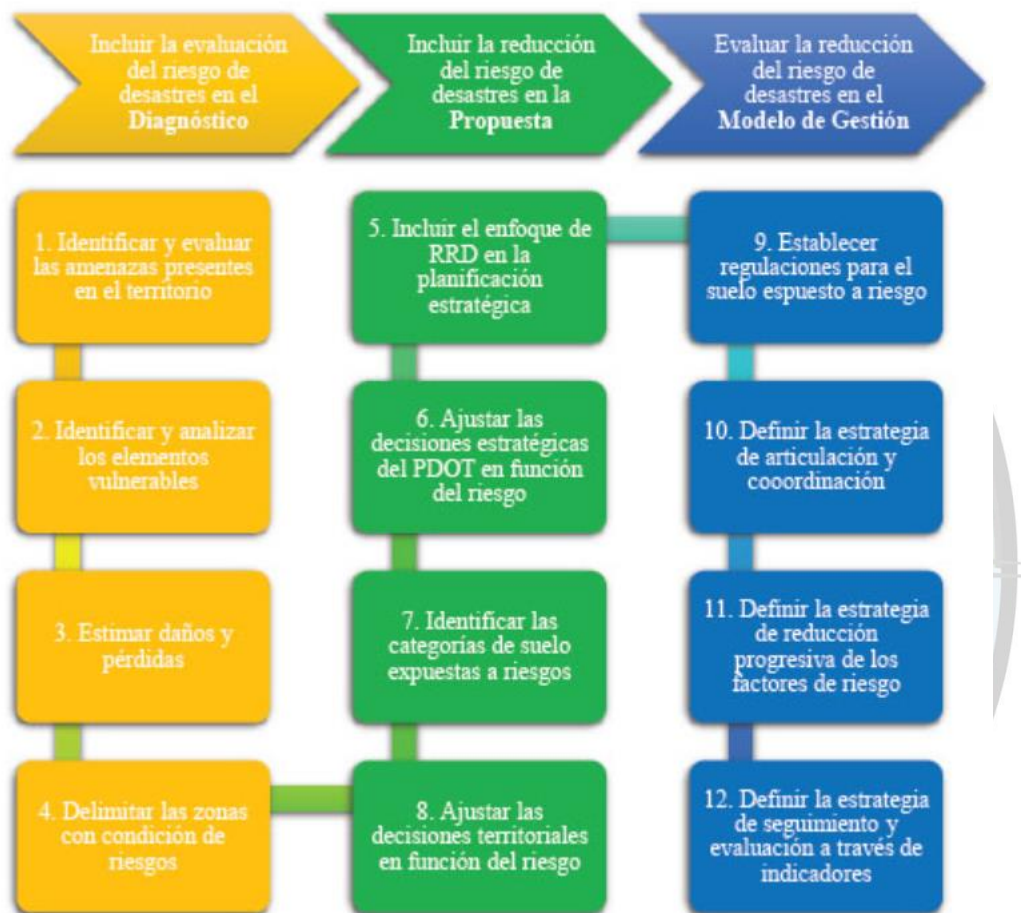 Incluir la evaluación
del riesgo de
desastres en el
Diagnóstico
Incluir la reducción
del riesgo de
desastres en la
Propuesta
Evaluar la reducción
del riesgo de
desastres en el
Modelo de Gestión
1. Identificar y evaluar
las amenazas presentes
en el territorio
2. Identificar y analizar
los elementos
vulnerables
3. Estimar daños y
pérdidas
4. Delimitar las zonas
con condición de
riesgos
5. Incluir el enfoque de
RRD en la
planificación
estratégica
6. Ajustar las
decisiones estratégicas
del PDOT en función
del riesgo
7. Identificar las
categorías de suelo
expuestas a riesgos
8. Ajustar las
decisiones territoriales
en función del riesgo
9. Establecer
regulaciones para el
suelo espuesto a riesgo
10. Definir la estrategia
de articulación y
cooordinación
11. Definir la estrategia
de reducción
progresiva de los
factores de riesgo
12. Definir la estrategia
de seguimiento y
evaluación a través de
indicadores